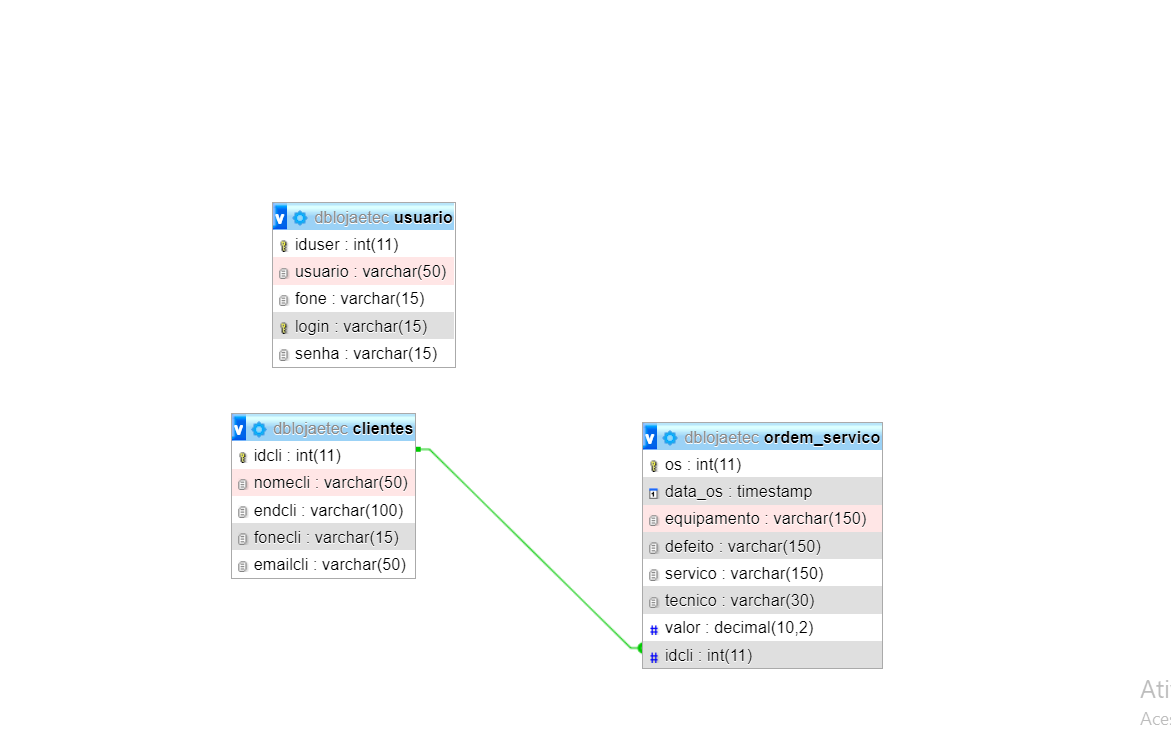 v dblojaetec usuario
iduser : int(11)
usuario : varchar(50)
fone : varchar(15)
login : varchar(15)
senha : varchar(15)
v dblojaetec clientes
idcli : int(11)
nomecli : varchar(50)
endcli : varchar(100)
fonecli : varchar(15)
emailcli : varchar(50)
v dblojaetec ordem_servico
os : int(11)
data_os : timestamp
equipamento : varchar(150)
defeito : varchar(150)
servico : varchar(150)
tecnico : varchar(30)
# valor : decimal(10,2)
# idcli : int(11)
Ati
Aces